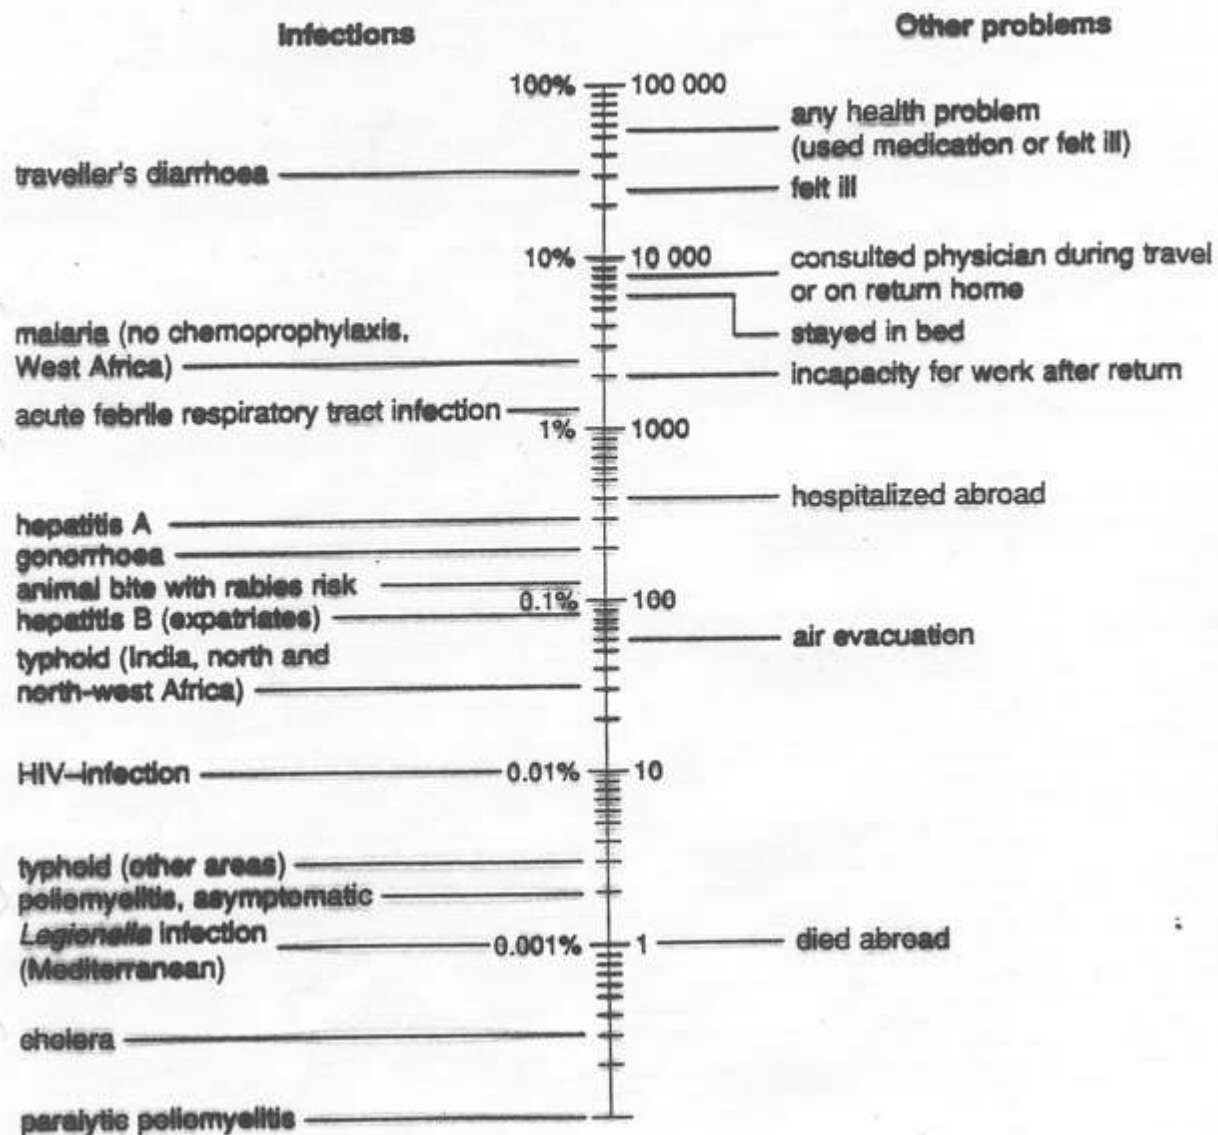 Infections
Other problems
100%
100 000
any health problem
(used medication or felt ill)
traveller's diarrhoea
felt ill
10%
10 000
consulted physician during travel
or on return home
stayed in bed
malaria (no chemoprophylaxis,
West Africa)
incapacity for work after return
acute febrile respiratory tract infection
1%
1000
hospitalized abroad
hepatitis A
gonorrhoea
animal bite with rabies risk
0.1%
100
hepatitis B (expatriates)
air evacuation
typhoid (India, north and
north-west Africa)
HIV–infection
0.01%
10
typhoid (other areas)
poliomyelitis, asymptomatic
Legionella infection
(Mediterranean)
0.001%
1
died abroad
cholera
paralytic poliomyelitis